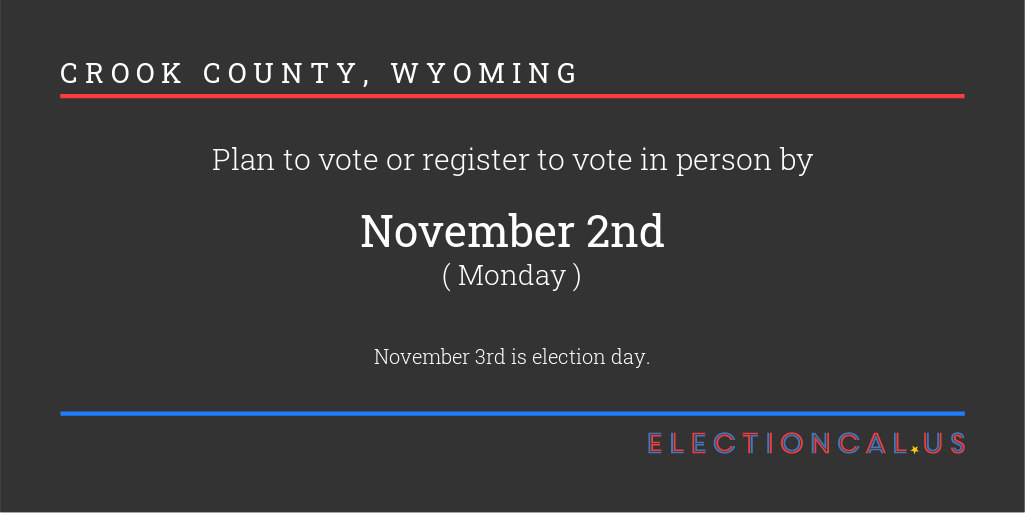 CROOK COUNTY, WYOMING
Plan to vote or register to vote in person by
November 2nd
( Monday )
November 3rd is election day.
ELECTIONCAL.US